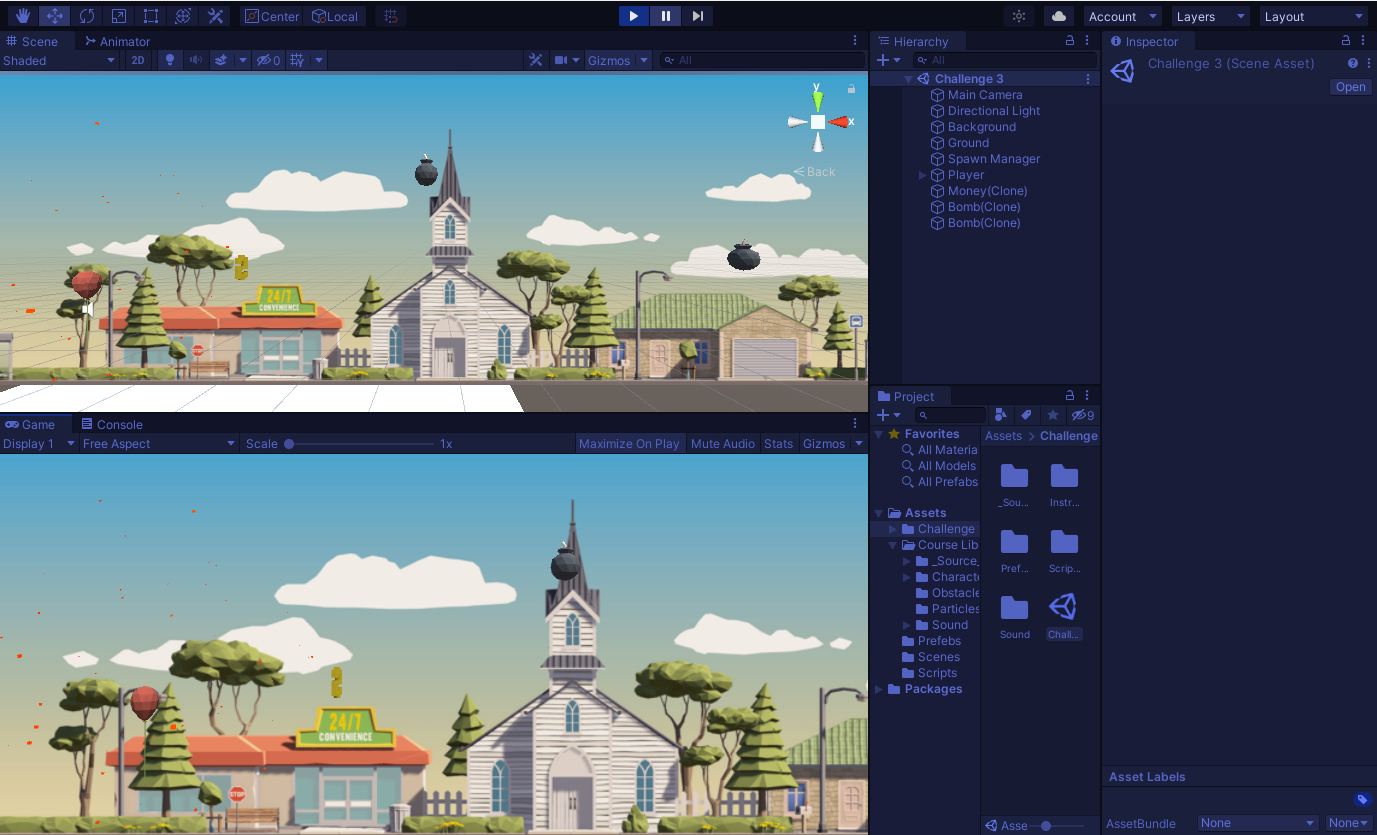 Center Local Account Layers Layout
Scene Animator
Shaded 2D 0 Gizmos All
y
x
Back
24/7
CONVENIENCE
Game Console
Display 1 Free Aspect Scale 1x Maximize On Play Mute Audio Stats Gizmos
24/7
CONVENIENCE
STOP
Hierarchy
All
Challenge 3
Main Camera
Directional Light
Background
Ground
Spawn Manager
Player
Money(Clone)
Bomb(Clone)
Bomb(Clone)
Project
9
Favorites
All Materia
All Models
All Prefabs
Assets
Challenge
Course Lib
_Source_
Characte
Obstacle
Particles
Sound
Prefebs
Scenes
Scripts
Packages
Assets > Challenge
_Sou... Instr...
Pref... Scrip...
Sound Chall...
Asse
Inspector
Challenge 3 (Scene Asset)
Open
Asset Labels
AssetBundle None None